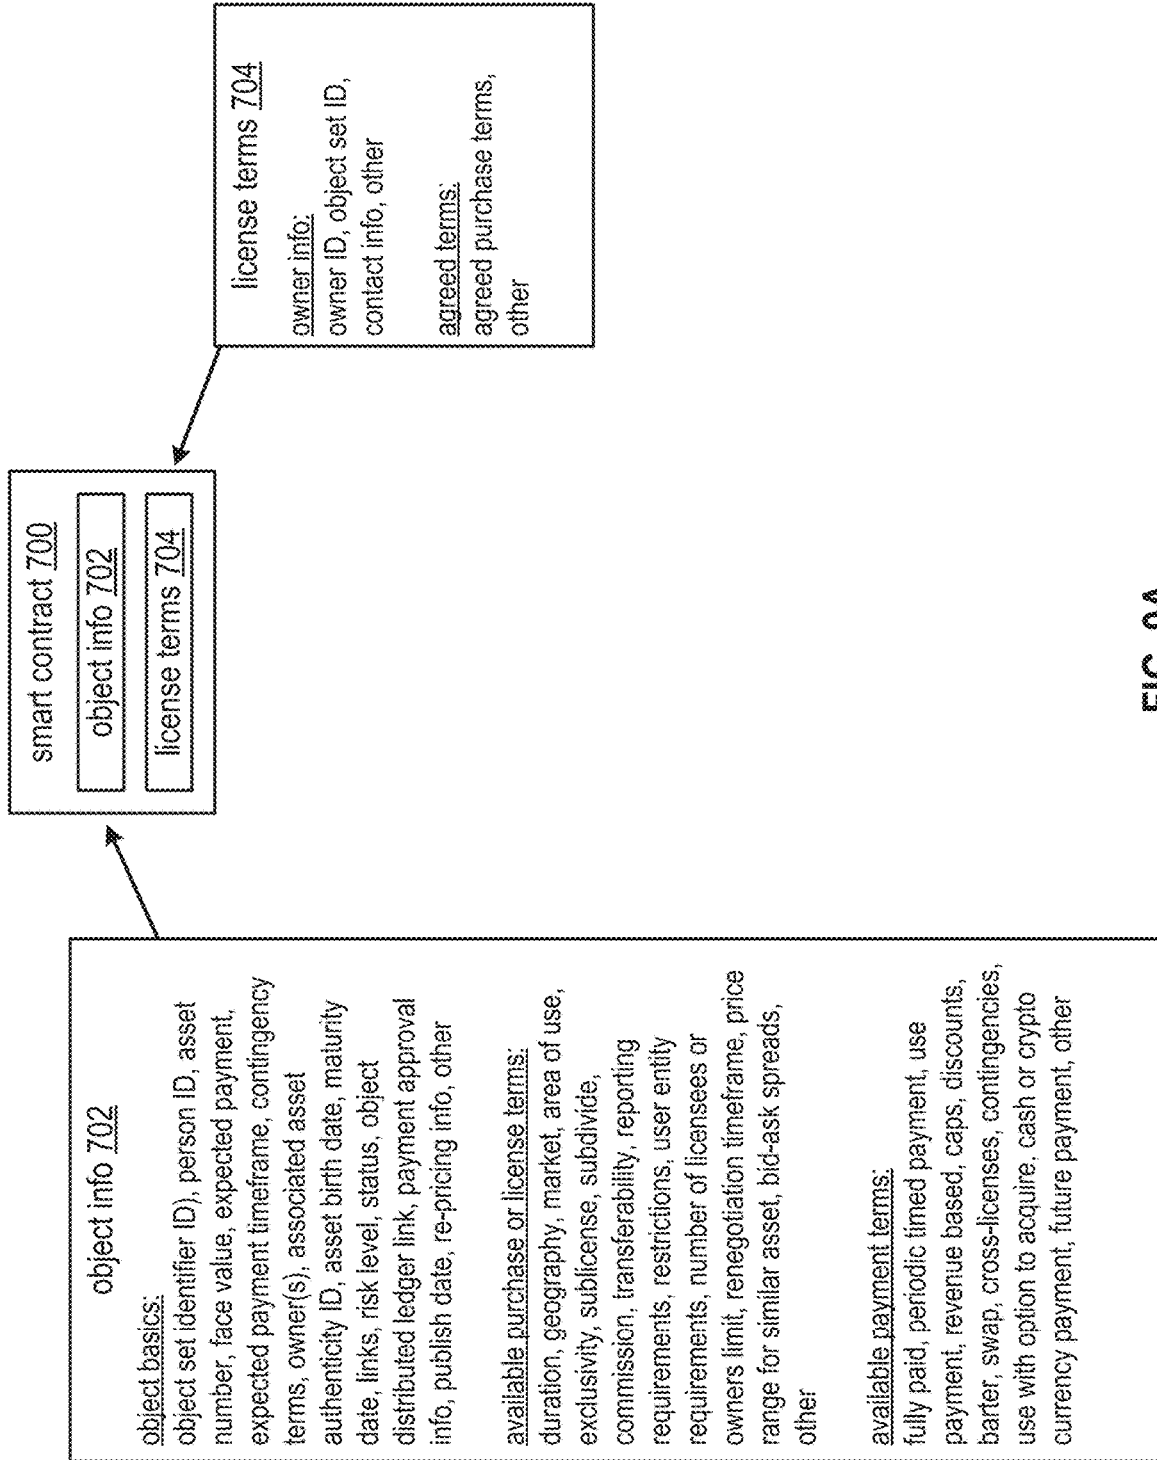 smart contract 700
object info 702
license terms 704
object info 702
object basics:
object set identifier ID), person ID, asset
number, face value, expected payment,
expected payment timeframe, contingency
terms, owner(s), associated asset
authenticity ID, asset birth date, maturity
date, links, risk level, status, object
distributed ledger link, payment approval
info, publish date, re-pricing info, other
available purchase or license terms:
duration, geography, market, area of use,
exclusivity, sublicense, subdivide,
commission, transferability, reporting
requirements, restrictions, user entity
requirements, number of licensees or
owners limit, renegotiation timeframe, price
range for similar asset, bid-ask spreads,
other
available payment terms:
fully paid, periodic timed payment, use
payment, revenue based, caps, discounts,
barter, swap, cross-licenses, contingencies,
use with option to acquire, cash or crypto
currency payment, future payment, other
license terms 704
owner info:
owner ID, object set ID,
contact info, other
agreed terms:
agreed purchase terms,
other
FIG.